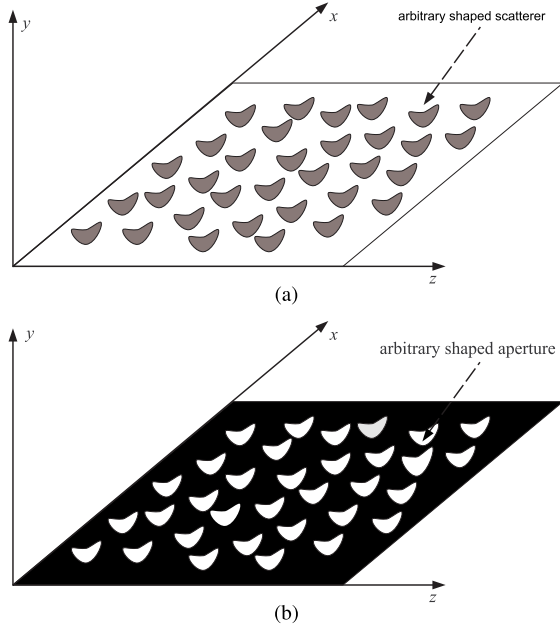 y
x
arbitrary shaped scatterer
z
(a)
y
x
arbitrary shaped aperture
z
(b)